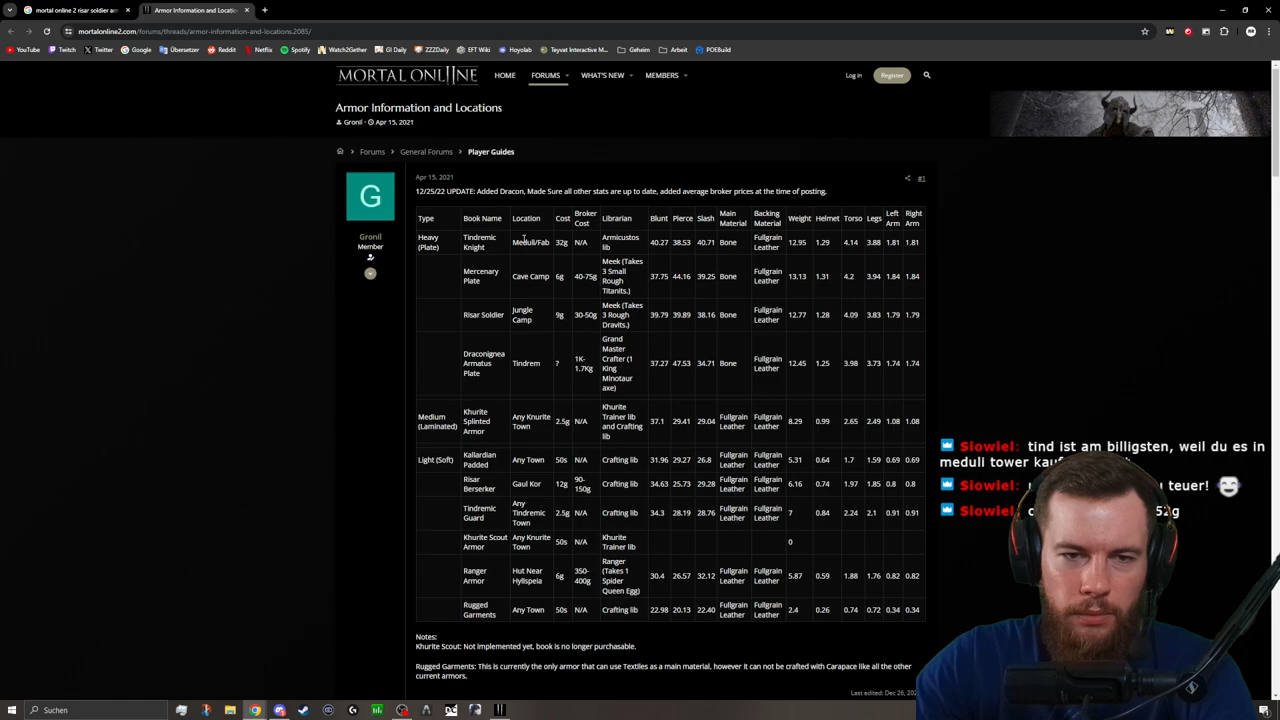 mortal online 2 risar soldier ar
Armor Information and Locatio
mortalonline2.com/forums/threads/armor-information-and-locations.2085/
YouTube Twitch Twitter Google Übersetzer Reddit Netflix Spotify Watch2Gether GI Daily ZZZDaily EFT Wiki Hoyolab Teyvat Interactive M... Geheim Arbeit POEBuild
MORTAL ONLINE II HOME FORUMS WHAT'S NEW MEMBERS Log in Register
Armor Information and Locations
Gronil Apr 15, 2021
Forums > General Forums > Player Guides
G
Gronil
Member
Apr 15, 2021 #1
12/25/22 UPDATE: Added Dracon, Made Sure all other stats are up to date, added average broker prices at the time of posting.
Type Book Name Location Cost Broker Cost Librarian Blunt Pierce Slash Main Material Backing Material Weight Helmet Torso Legs Left Arm Right Arm
Heavy (Plate) Tindremic Knight Meduli/Fab 32g N/A Armicustos lib 40.27 38.53 40.71 Bone Fullgrain Leather 12.95 1.29 4.14 3.88 1.81 1.81
Mercenary Plate Cave Camp 6g 40-75g Meek (Takes 3 Small Rough Titanits.) 37.75 44.16 39.25 Bone Fullgrain Leather 13.13 1.31 4.2 3.94 1.84 1.84
Risar Soldier Jungle Camp 9g 30-50g Meek (Takes 3 Rough Dravits.) 39.79 39.89 38.16 Bone Fullgrain Leather 12.77 1.28 4.09 3.83 1.79 1.79
Draconignea Armatus Plate Tindrem ? 1K-1.7Kg Grand Master Crafter (1 King Minotaur axe) 37.27 47.53 34.71 Bone Fullgrain Leather 12.45 1.25 3.98 3.73 1.74 1.74
Medium (Laminated) Khurite Splinted Armor Any Knurite Town 2.5g N/A Khurite Trainer lib and Crafting lib 37.1 29.41 29.04 Fullgrain Leather Fullgrain Leather 8.29 0.99 2.65 2.49 1.08 1.08
Light (Soft) Kallardian Padded Any Town 50s N/A Crafting lib 31.96 29.27 26.8 Fullgrain Leather Fullgrain Leather 5.31 0.64 1.7 1.59 0.69 0.69
Risar Berserker Gaul Kor 12g 90-150g Crafting lib 34.63 25.73 29.28 Fullgrain Leather Fullgrain Leather 6.16 0.74 1.97 1.85 0.8 0.8
Tindremic Guard Any Tindremic Town 2.5g N/A Crafting lib 34.3 28.19 28.76 Fullgrain Leather Fullgrain Leather 7 0.84 2.24 2.1 0.91 0.91
Khurite Scout Armor Any Knurite Town 50s N/A Khurite Trainer lib 0
Ranger Armor Hut Near Hyllspeia 6g 350-400g Ranger (Takes 1 Spider Queen Egg) 30.4 26.57 32.12 Fullgrain Leather Fullgrain Leather 5.87 0.59 1.88 1.76 0.82 0.82
Rugged Garments Any Town 50s N/A Crafting lib 22.98 20.13 22.40 Fullgrain Leather Fullgrain Leather 2.4 0.26 0.74 0.72 0.34 0.34
Notes:
Khurite Scout: Not implemented yet, book is no longer purchasable.
Rugged Garments: This is currently the only armor that can use Textiles as a main material, however it can not be crafted with Carapace like all the other
current armors.
Last edited: Dec 26, 20
Slowlel: tind ist am billigsten, weil du es in
meduli tower kauf
Slowlel: teuer!
Slowlel: 52g
Suchen